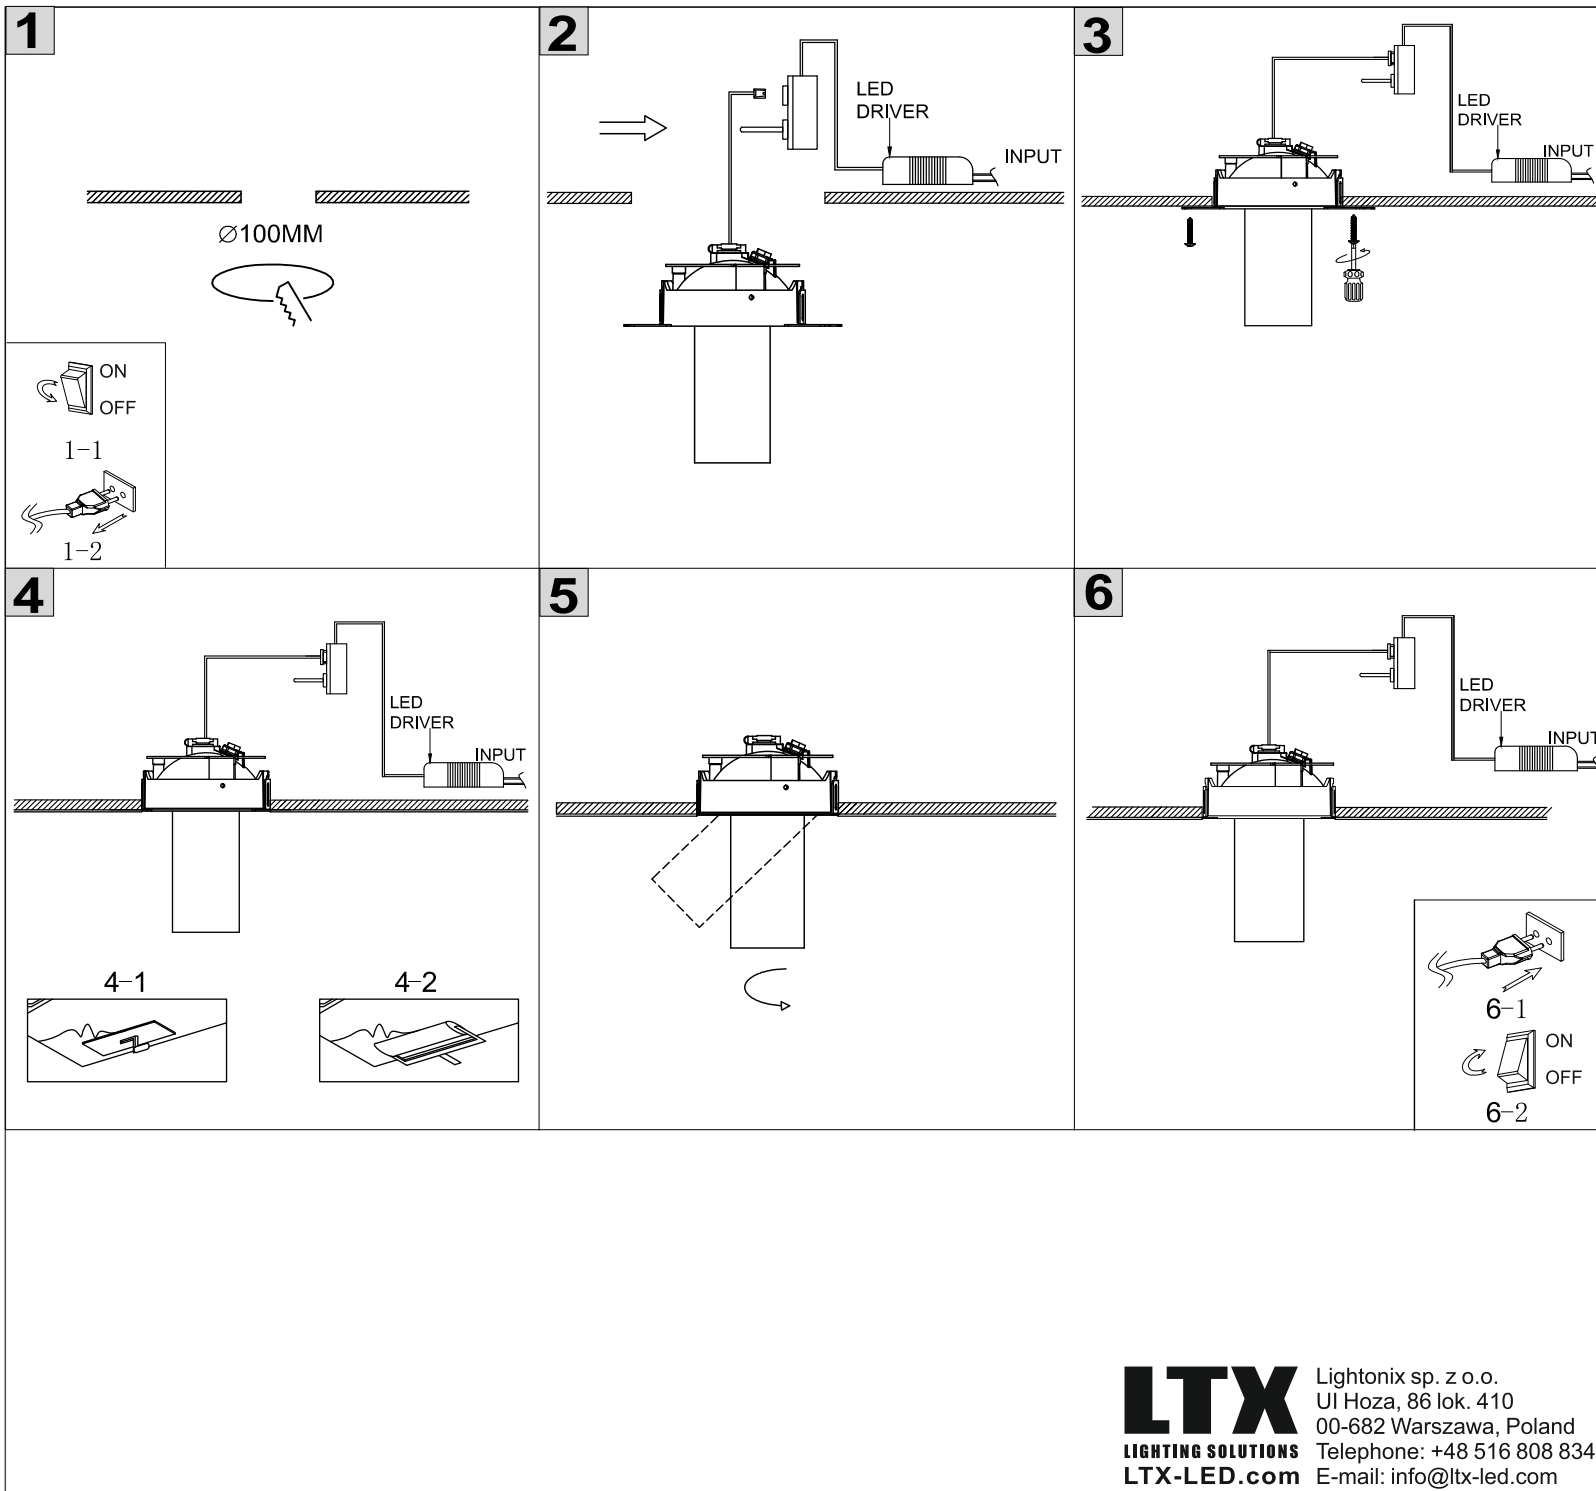 1
∅100MM
ON
OFF
1-1
1-2
2
LED
DRIVER
INPUT
3
LED
DRIVER
INPUT
4
LED
DRIVER
INPUT
4-1
4-2
5
6
LED
DRIVER
INPUT
6-1
ON
OFF
6-2
LTX
LIGHTING SOLUTIONS
LTX-LED.com
Lightonix sp. z o.o.
Ul Hoza, 86 lok. 410
00-682 Warszawa, Poland
Telephone: +48 516 808 834
E-mail: info@ltx-led.com